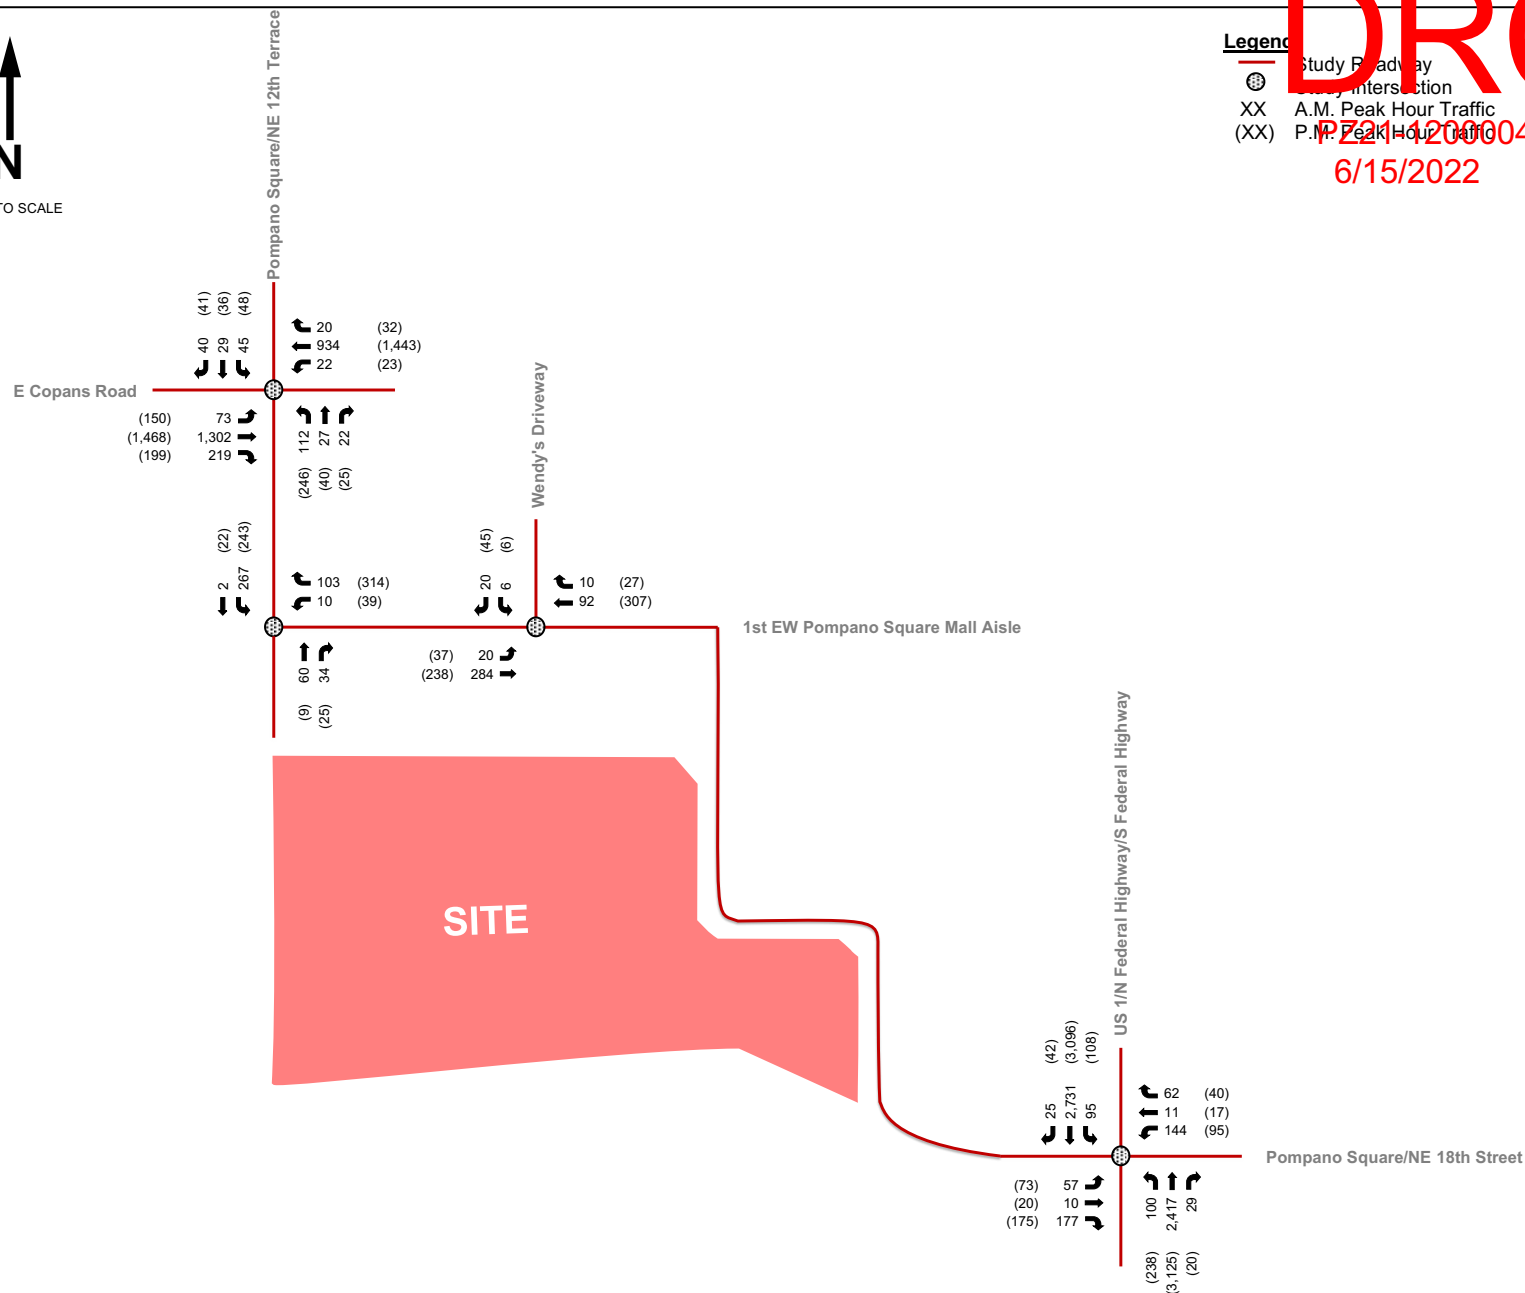 DR
PZ21-1200004
6/15/2022
Legend
Study Roadway
Study Intersection
XX A.M. Peak Hour Traffic
(XX) P.M. Peak Hour Traffic
N
TO SCALE
Pompano Square/NE 12th Terrace
(41) (36) (48)
40 29 45
20 (32)
934 (1,443)
22 (23)
E Copans Road
(150) 73
(1,468) 1,302
(199) 219
112 27 22
(246) (40) (25)
Wendy's Driveway
(22) (243)
2 267
103 (314)
10 (39)
60 34
(9) (25)
(45) (6)
20 6
10 (27)
92 (307)
(37) 20
(238) 284
1st EW Pompano Square Mall Aisle
SITE
US 1/N Federal Highway/S Federal Highway
(42) (3,096) (108)
25 2,731 95
62 (40)
11 (17)
144 (95)
Pompano Square/NE 18th Street
(73) 57
(20) 10
(175) 177
100 2,417 29
(238) (3,125) (20)